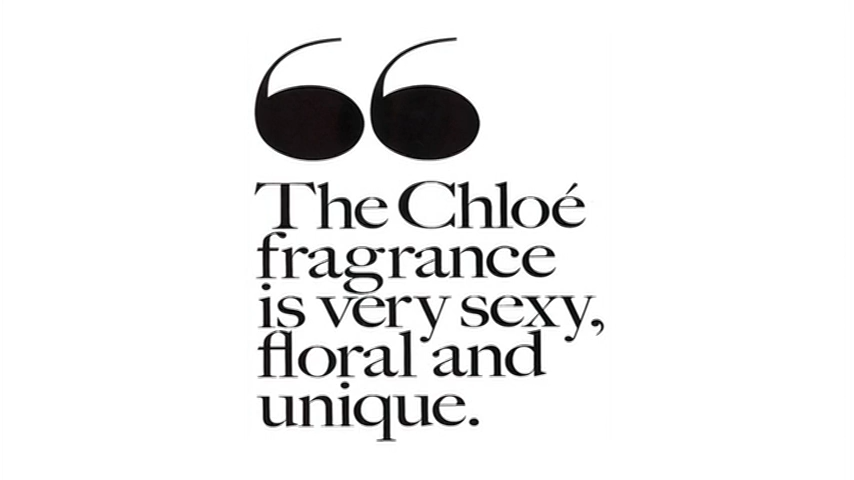 “
The Chloé
fragrance
is very sexy,
floral and
unique.